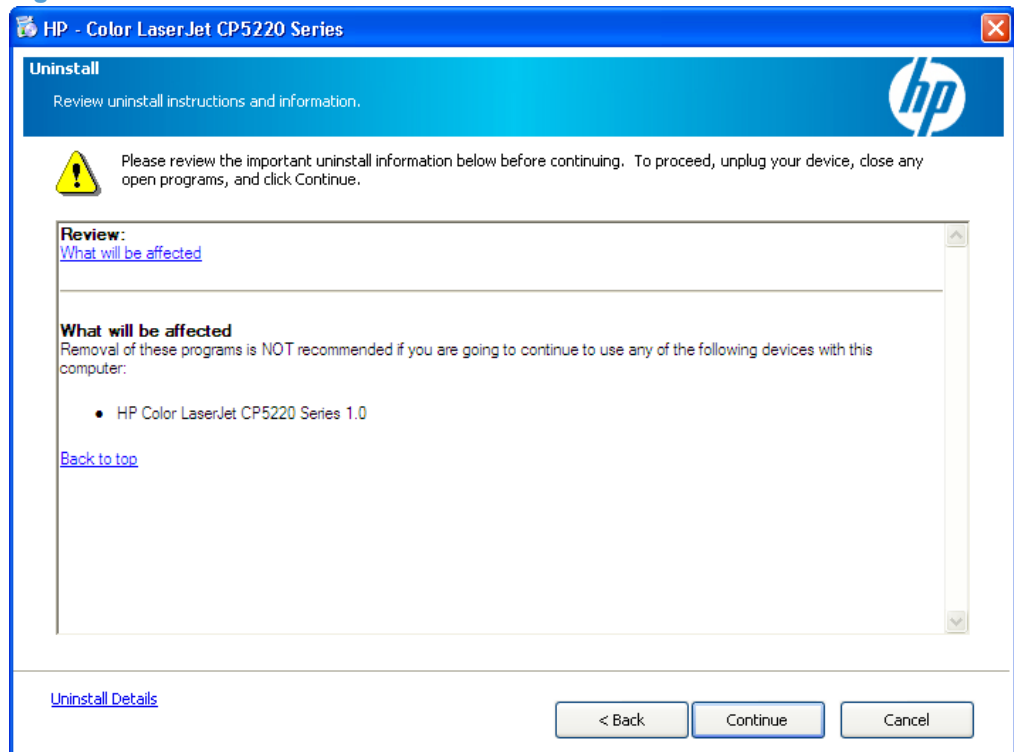 HP - Color LaserJet CP5220 Series
Uninstall
Review uninstall instructions and information.
hp
Please review the important uninstall information below before continuing. To proceed, unplug your device, close any
open programs, and click Continue.
Review:
What will be affected
What will be affected
Removal of these programs is NOT recommended if you are going to continue to use any of the following devices with this
computer:
• HP Color LaserJet CP5220 Series 1.0
Back to top
Uninstall Details
< Back
Continue
Cancel